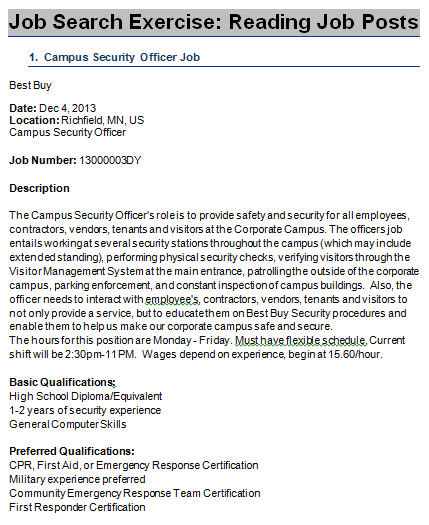 Job Search Exercise: Reading Job Posts
1. Campus Security Officer Job
Best Buy
Date: Dec 4, 2013
Location: Richfield, MN, US
Campus Security Officer
Job Number: 13000003DY
Description
The Campus Security Officer's role is to provide safety and security for all employees,
contractors, vendors, tenants and visitors at the Corporate Campus. The officers job
entails working at several security stations throughout the campus (which may include
extended standing), performing physical security checks, verifying visitors through the
Visitor Management System at the main entrance, patrolling the outside of the corporate
campus, parking enforcement, and constant inspection of campus buildings. Also, the
officer needs to interact with employee's, contractors, vendors, tenants and visitors to
not only provide a service, but to educate them on Best Buy Security procedures and
enable them to help us make our corporate campus safe and secure.
The hours for this position are Monday - Friday. Must have flexible schedule. Current
shift will be 2:30pm-11PM. Wages depend on experience, begin at 15.60/hour.
Basic Qualifications:
High School Diploma/Equivalent
1-2 years of security experience
General Computer Skills
Preferred Qualifications:
CPR, First Aid, or Emergency Response Certification
Military experience preferred
Community Emergency Response Team Certification
First Responder Certification